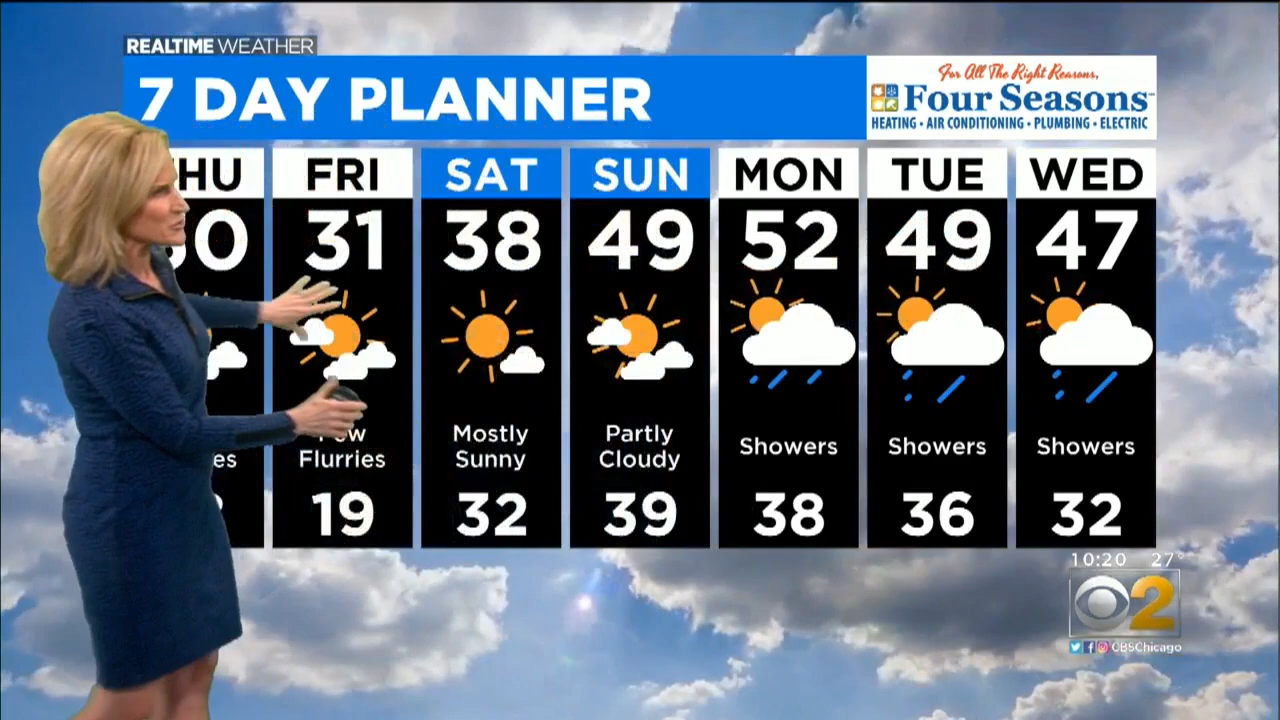 REALTIME WEATHER
7 DAY PLANNER
For All The Right Reasons.
Four Seasons
HEATING • AIR CONDITIONING • PLUMBING • ELECTRIC
FRI SAT SUN MON TUE WED
31 38 49 52 49 47
Flurries
Mostly
Sunny
Partly
Cloudy
Showers
Showers
Showers
19 32 39 38 36 32
10:20 27°
2
CBSChicago